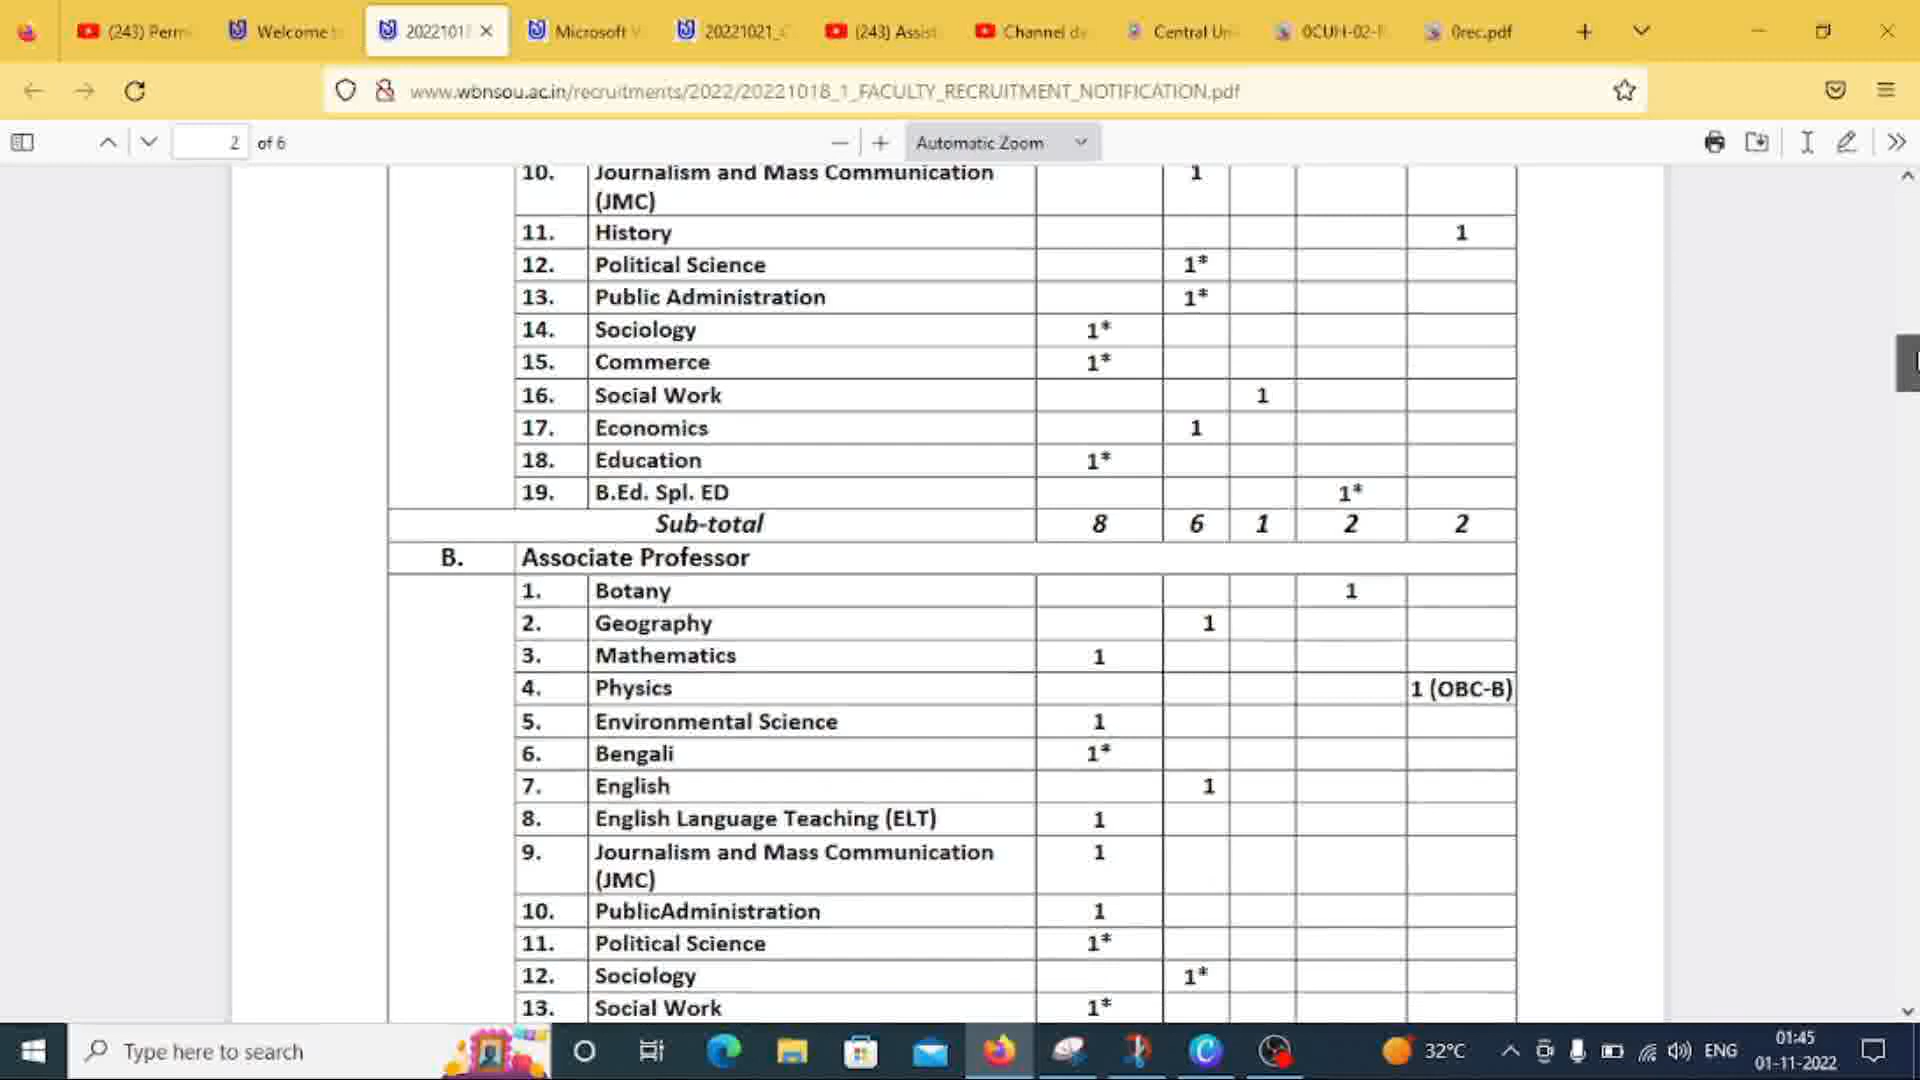 (243) Perm
Welcome t
2022101
Microsoft V
20221021_
(243) Assist
Channel da
Central Un
0CUH-02-
0rec.pdf
www.wbnsou.ac.in/recruitments/2022/20221018_1_FACULTY_RECRUITMENT_NOTIFICATION.pdf
2 of 6
Automatic Zoom
10. Journalism and Mass Communication 1
(JMC)
11. History 1
12. Political Science 1*
13. Public Administration 1*
14. Sociology 1*
15. Commerce 1*
16. Social Work 1
17. Economics 1
18. Education 1*
19. B.Ed. Spl. ED 1*
Sub-total 8 6 1 2 2
B. Associate Professor
1. Botany 1
2. Geography 1
3. Mathematics 1
4. Physics 1 (OBC-B)
5. Environmental Science 1
6. Bengali 1*
7. English 1
8. English Language Teaching (ELT) 1
9. Journalism and Mass Communication 1
(JMC)
10. PublicAdministration 1
11. Political Science 1*
12. Sociology 1*
13. Social Work 1*
Type here to search
32°C
ENG
01:45
01-11-2022